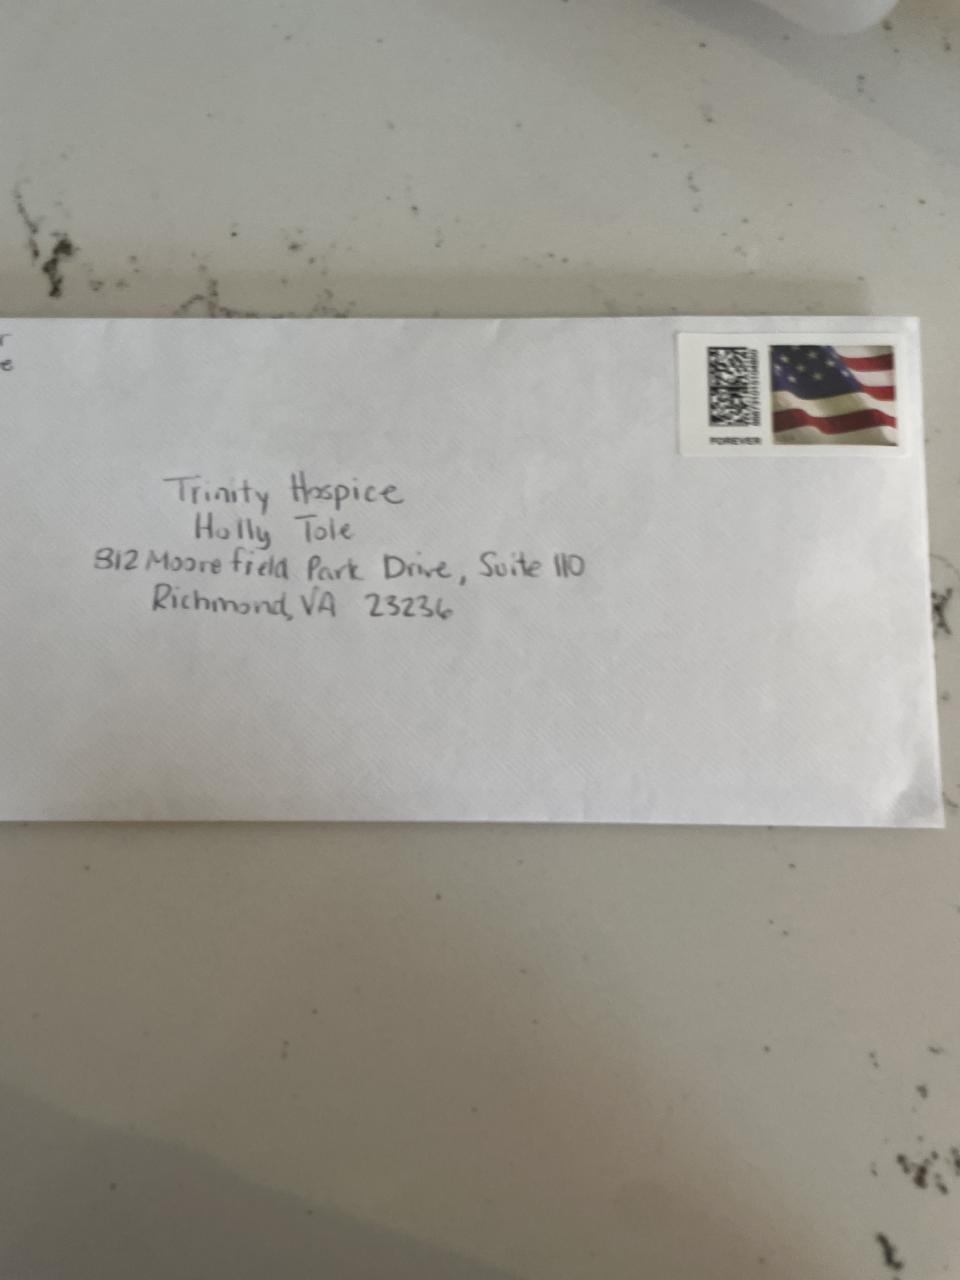 r
e
FOREVER
Trinity Hospice
Holly Tole
812 Moorefield Park Drive, Suite 110
Richmond, VA 23236